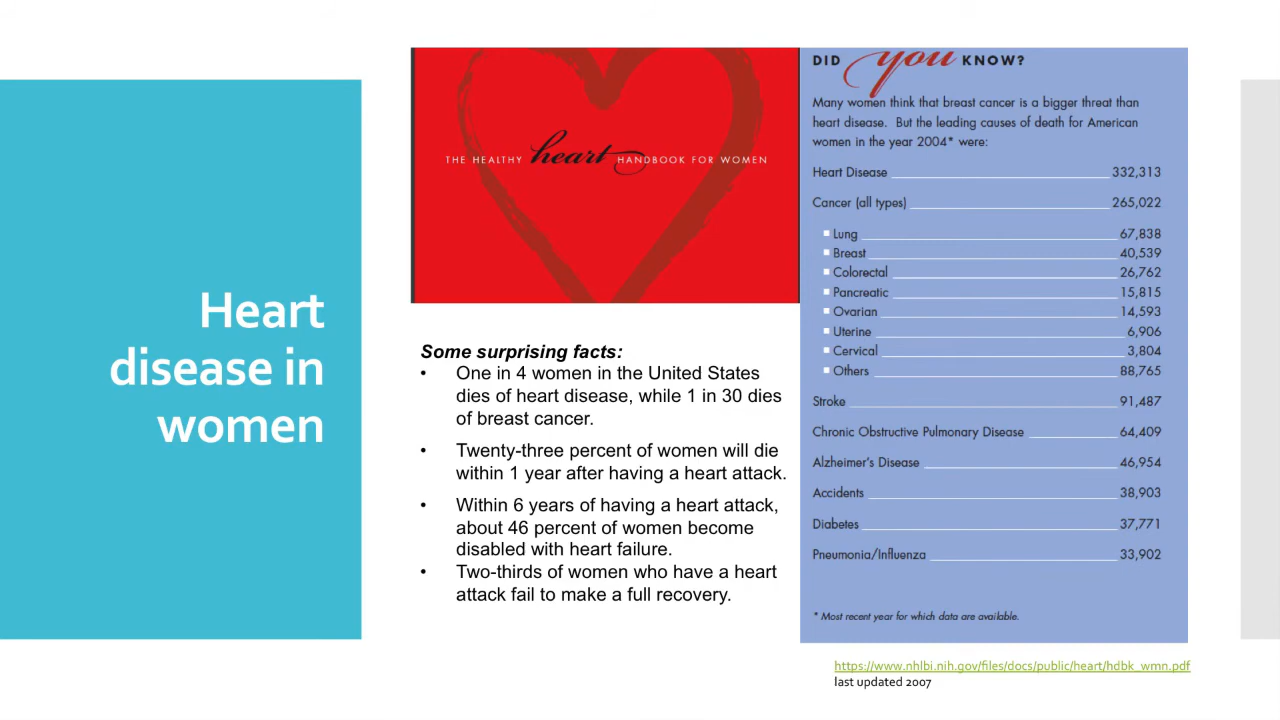 Heart
disease in
women
THE HEALTHY heart HANDBOOK FOR WOMEN
Some surprising facts:
• One in 4 women in the United States
dies of heart disease, while 1 in 30 dies
of breast cancer.
• Twenty-three percent of women will die
within 1 year after having a heart attack.
• Within 6 years of having a heart attack,
about 46 percent of women become
disabled with heart failure.
• Two-thirds of women who have a heart
attack fail to make a full recovery.
DID you KNOW?
Many women think that breast cancer is a bigger threat than
heart disease. But the leading causes of death for American
women in the year 2004* were:
Heart Disease 332,313
Cancer (all types) 265,022
Lung 67,838
Breast 40,539
Colorectal 26,762
Pancreatic 15,815
Ovarian 14,593
Uterine 6,906
Cervical 3,804
Others 88,765
Stroke 91,487
Chronic Obstructive Pulmonary Disease 64,409
Alzheimer's Disease 46,954
Accidents 38,903
Diabetes 37,771
Pneumonia/Influenza 33,902
* Most recent year for which data are available.
https://www.nhlbi.nih.gov/files/docs/public/heart/hdbk_wmn.pdf
last updated 2007